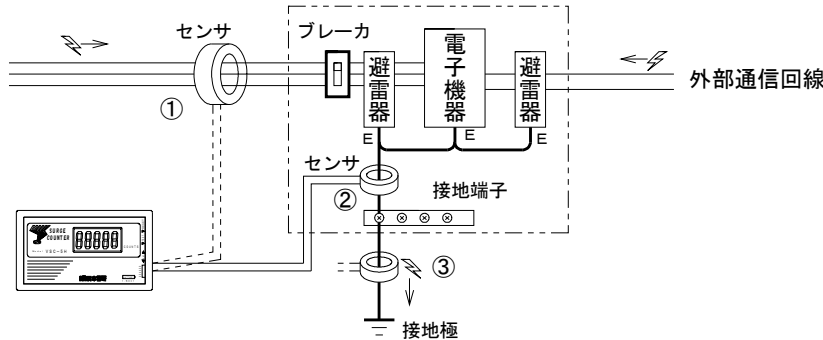 センサ
ブレーカ
①
避雷器
電子機器
避雷器
外部通信回線
E
E
E
センサ
②
接地端子
SURGE
COUNTER
00000
③
接地極